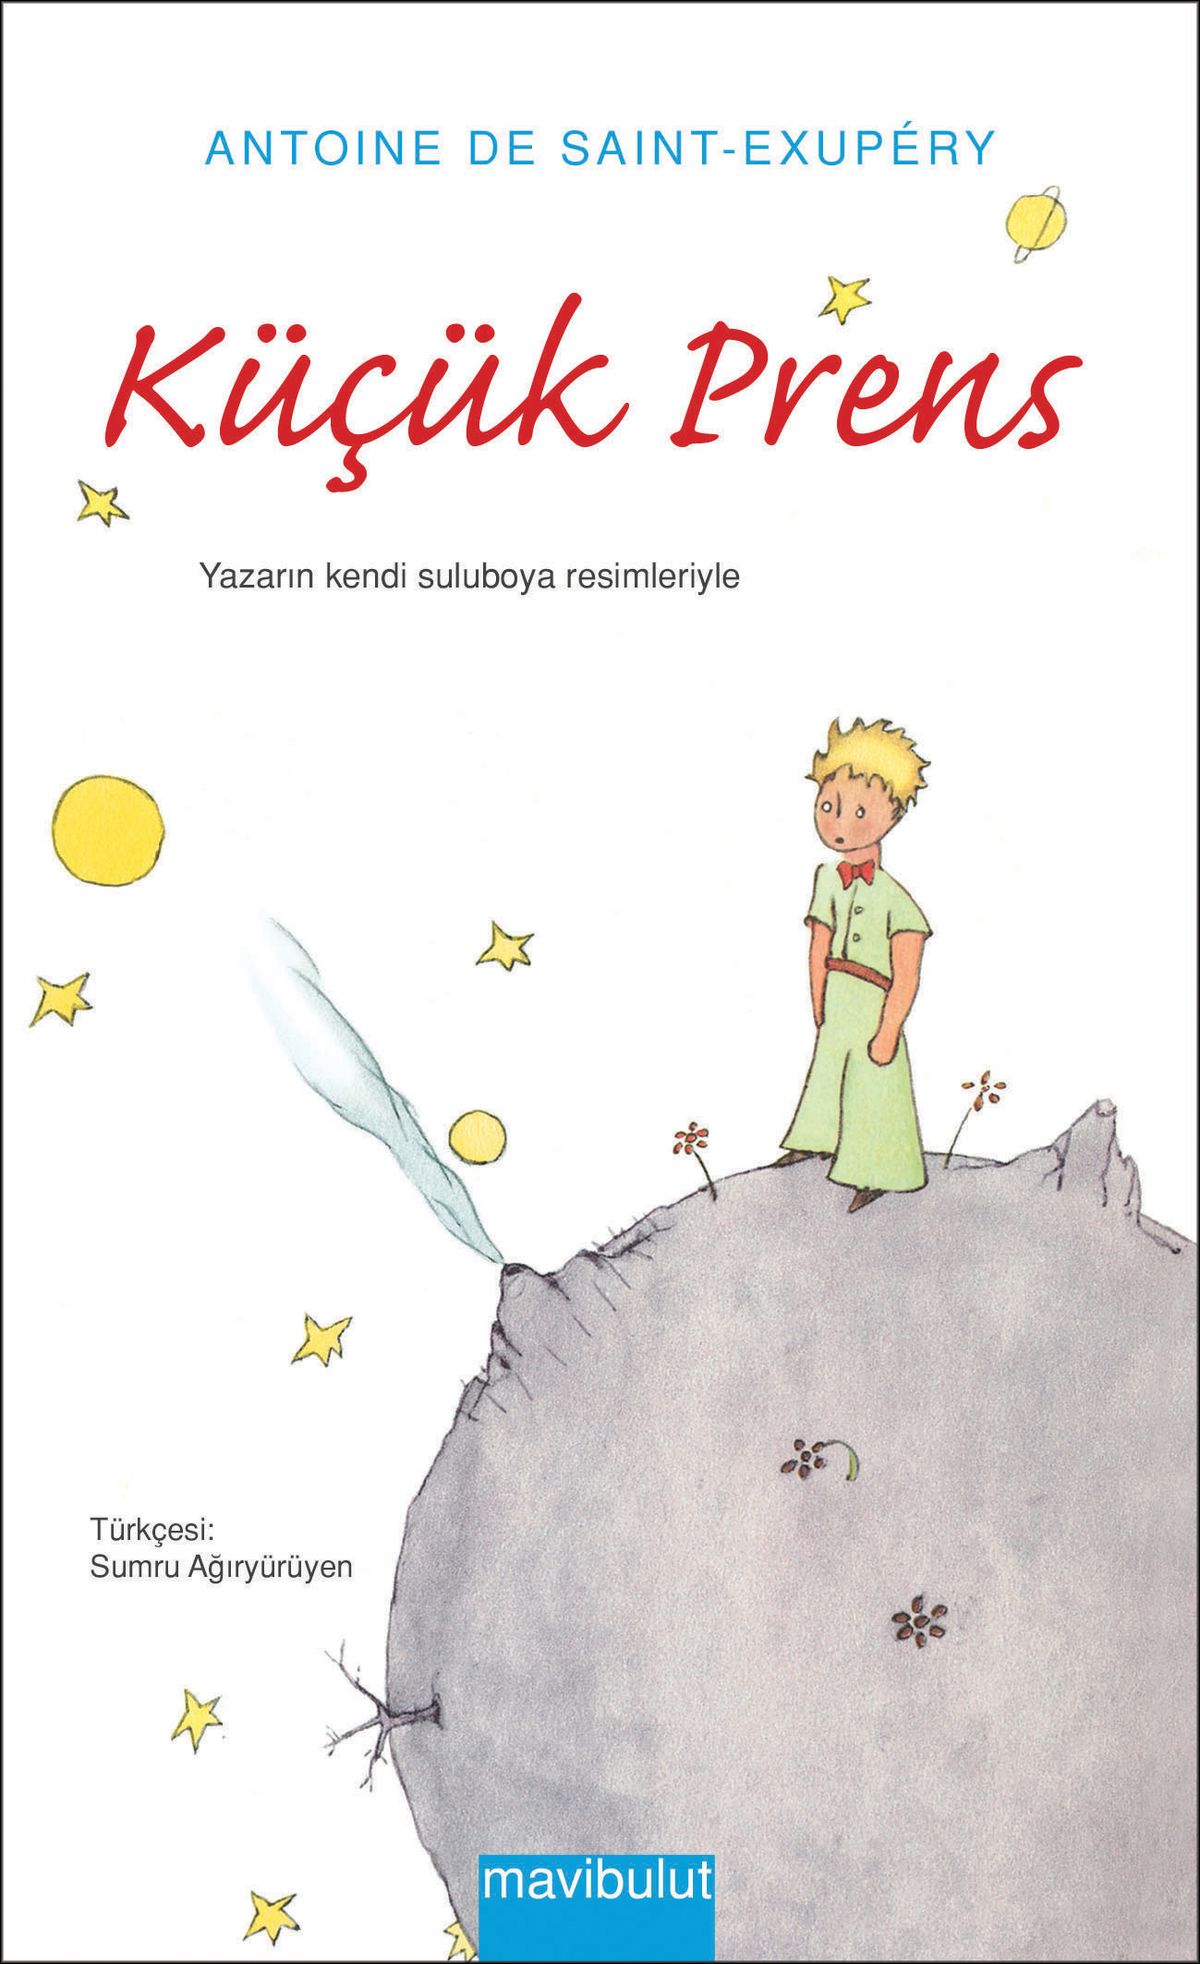 ANTOINE DE SAINT-EXUPÉRY
Küçük Prens
Yazarın kendi suluboya resimleriyle
Türkçesi:
Sumru Ağıryürüyen
mavibulut